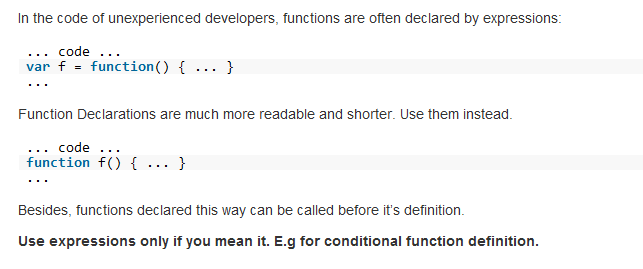 In the code of unexperienced developers, functions are often declared by expressions:
... code ...
var f = function() { ... }
...
Function Declarations are much more readable and shorter. Use them instead.
... code ...
function f() { ... }
...
Besides, functions declared this way can be called before it's definition.
Use expressions only if you mean it. E.g for conditional function definition.